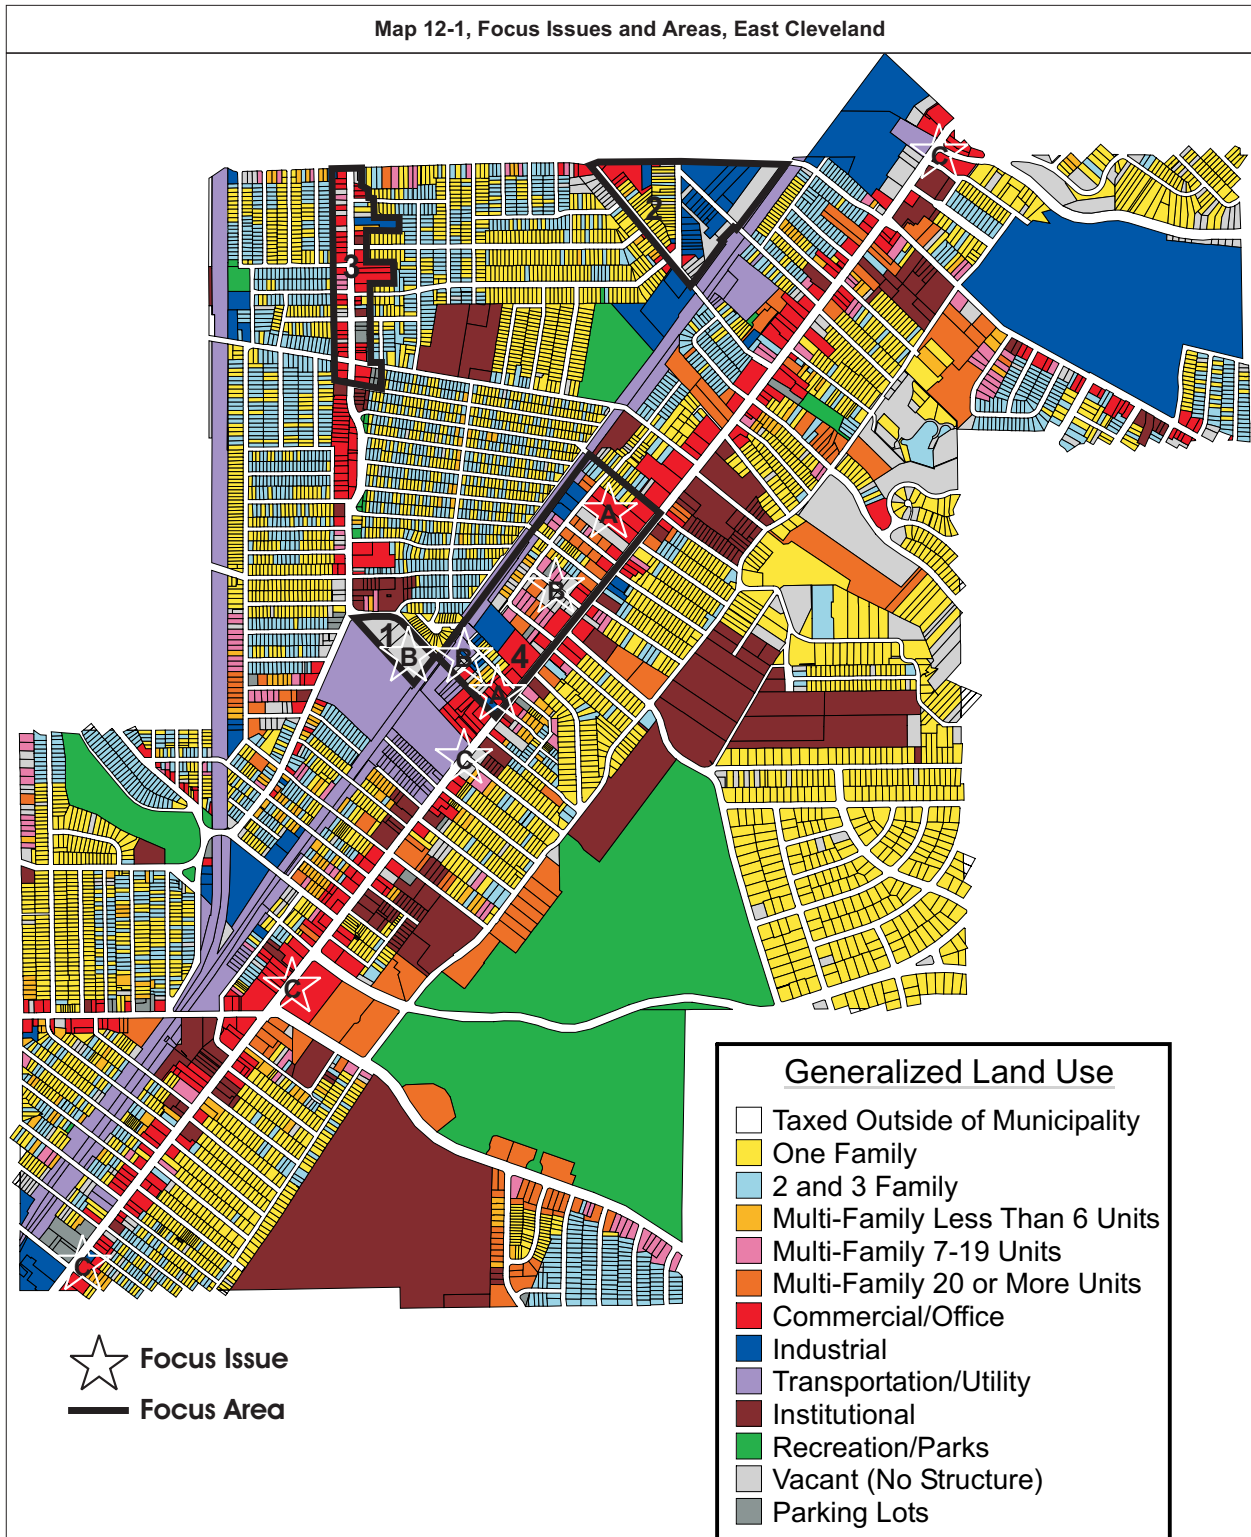 Map 12-1, Focus Issues and Areas, East Cleveland
C
2
3
A
B
1
B
B
4
A
C
C
C
Generalized Land Use
Taxed Outside of Municipality
One Family
2 and 3 Family
Multi-Family Less Than 6 Units
Multi-Family 7-19 Units
Multi-Family 20 or More Units
Commercial/Office
Industrial
Transportation/Utility
Institutional
Recreation/Parks
Vacant (No Structure)
Parking Lots
Focus Issue
Focus Area